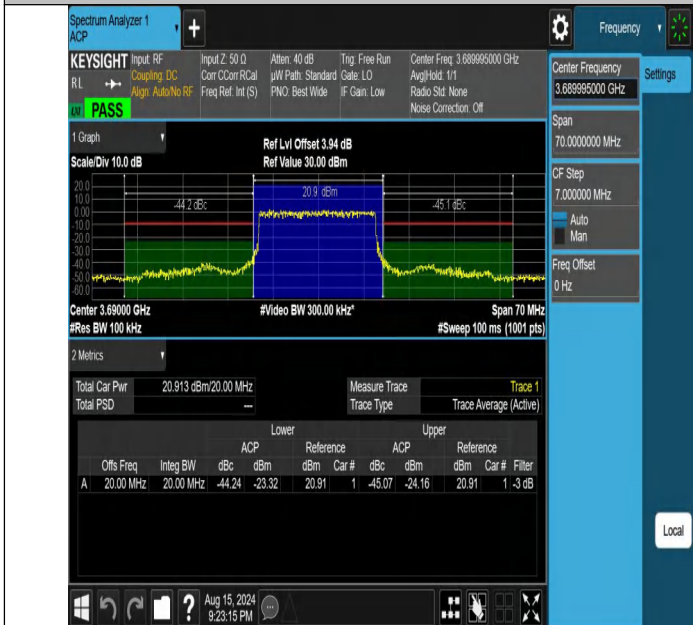 Spectrum Analyzer 1
ACP
+
Frequency
KEYSIGHT
RL
Input: RF
Coupling: DC
Align: Auto/No RF
Input Z: 50 Ω
Corr CCorr RCal
Freq Ref: Int (S)
Atten: 40 dB
µW Path: Standard
PNO: Best Wide
Trig: Free Run
Gate: LO
IF Gain: Low
Center Freq: 3.689995000 GHz
Avg|Hold: 1/1
Radio Std: None
Noise Correction: Off
PASS
Center Frequency
3.689995000 GHz
Settings
Span
70.0000000 MHz
CF Step
7.000000 MHz
Auto
Man
Freq Offset
0 Hz
1 Graph
Scale/Div 10.0 dB
Ref Lvl Offset 3.94 dB
Ref Value 30.00 dBm
20.0
10.0
0.00
-10.0
-20.0
-30.0
-40.0
-50.0
-60.0
-44.2 dBc
20.9 dBm
-45.1 dBc
Center 3.69000 GHz
#Video BW 300.00 kHz*
Span 70 MHz
#Res BW 100 kHz
#Sweep 100 ms (1001 pts)
2 Metrics
Total Car Pwr 20.913 dBm/20.00 MHz
Total PSD ---
Measure Trace Trace 1
Trace Type Trace Average (Active)
Lower Upper
ACP Reference ACP Reference
Offs Freq Integ BW dBc dBm dBm Car # dBc dBm dBm Car # Filter
A 20.00 MHz 20.00 MHz -44.24 -23.32 20.91 1 -45.07 -24.16 20.91 1 -3 dB
Local
?
Aug 15, 2024
9:23:15 PM